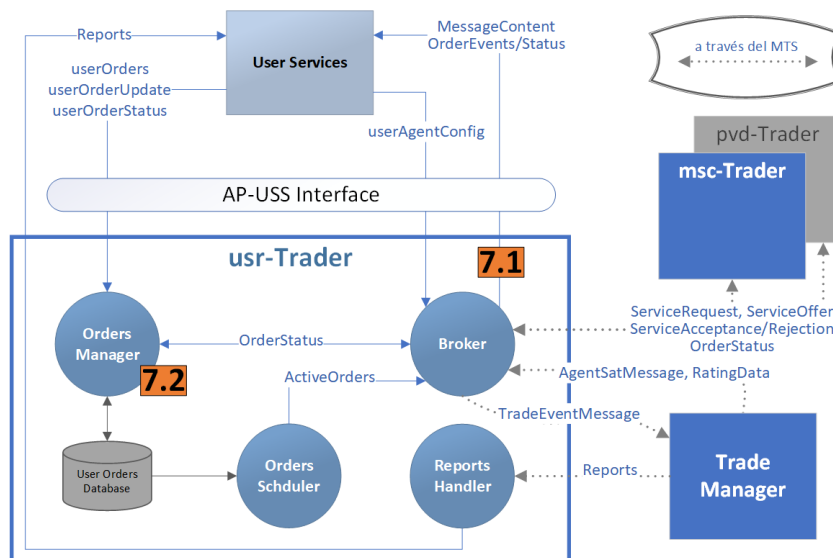 Reports
MessageContent
OrderEvents/Status
User Services
userOrders
userOrderUpdate
userOrderStatus
userAgentConfig
a través del MTS
pvd-Trader
msc-Trader
AP-USS Interface
usr-Trader
7.1
Orders
Manager
7.2
OrderStatus
Broker
ServiceRequest, ServiceOffer
ServiceAcceptance/Rejection
OrderStatus
ActiveOrders
AgentSatMessage, RatingData
TradeEventMessage
User Orders
Database
Orders
Schduler
Reports
Handler
Reports
Trade
Manager